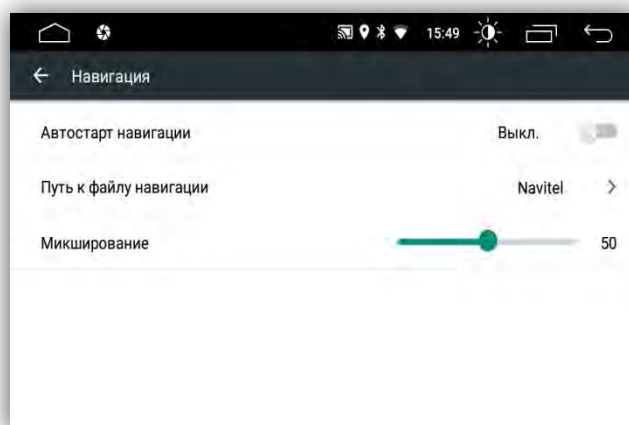 15:49
Навигация
Автостарт навигации Выкл.
Путь к файлу навигации Navitel
Микширование 50